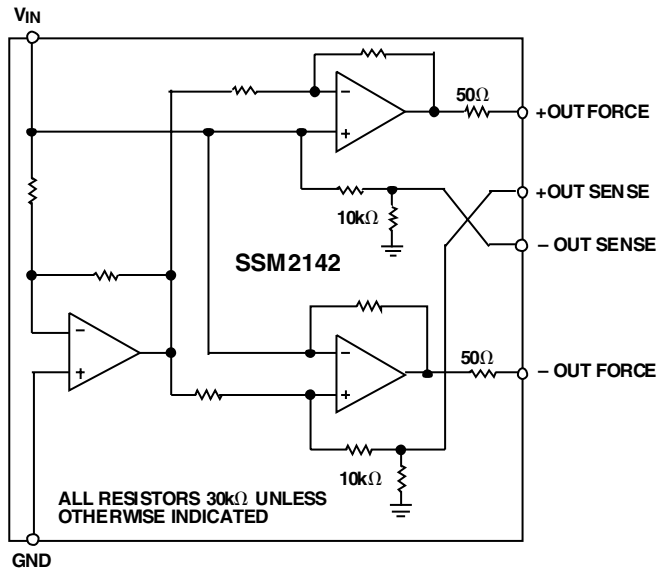 VIN
50Ω
+OUT FORCE
+OUT SENSE
10kΩ
SSM2142
– OUT SENSE
50Ω
– OUT FORCE
10kΩ
ALL RESISTORS 30kΩ UNLESS
OTHERWISE INDICATED
GND